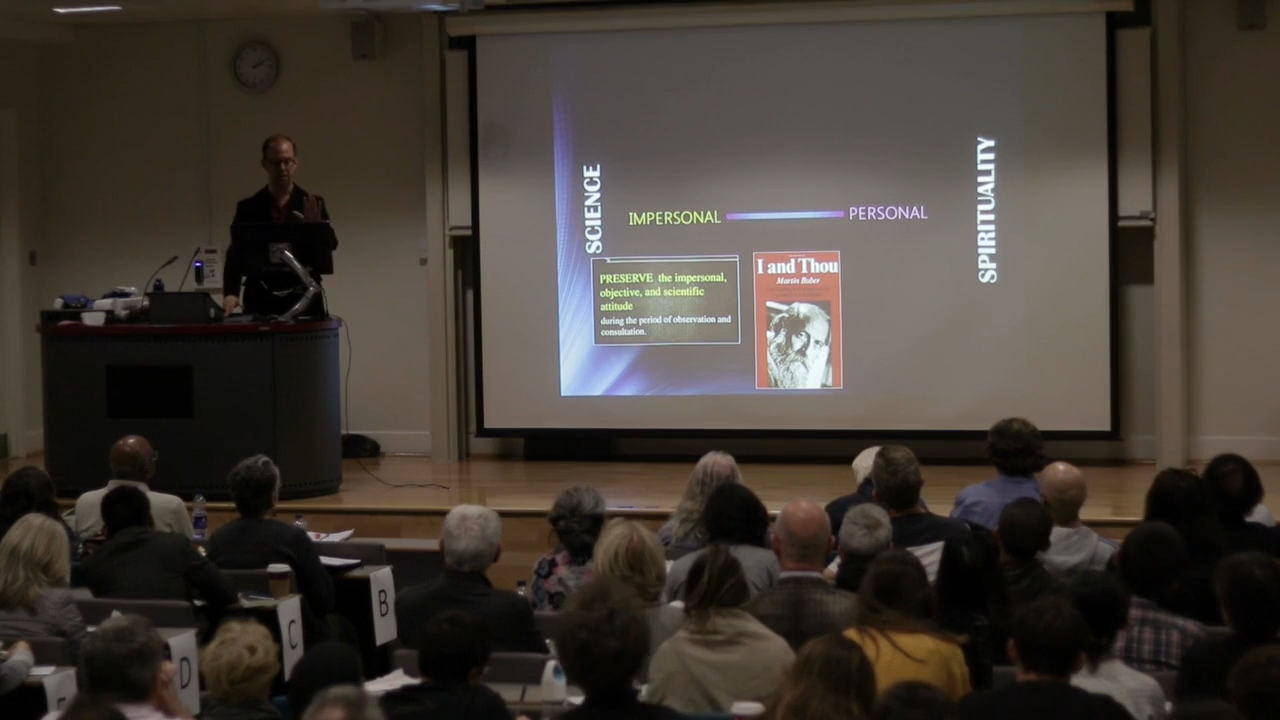 SCIENCE
SPIRITUALITY
IMPERSONAL
PERSONAL
PRESERVE the impersonal,
objective, and scientific
attitude
during the period of observation and
consultation.
I and Thou
Martin Buber
B
C
D